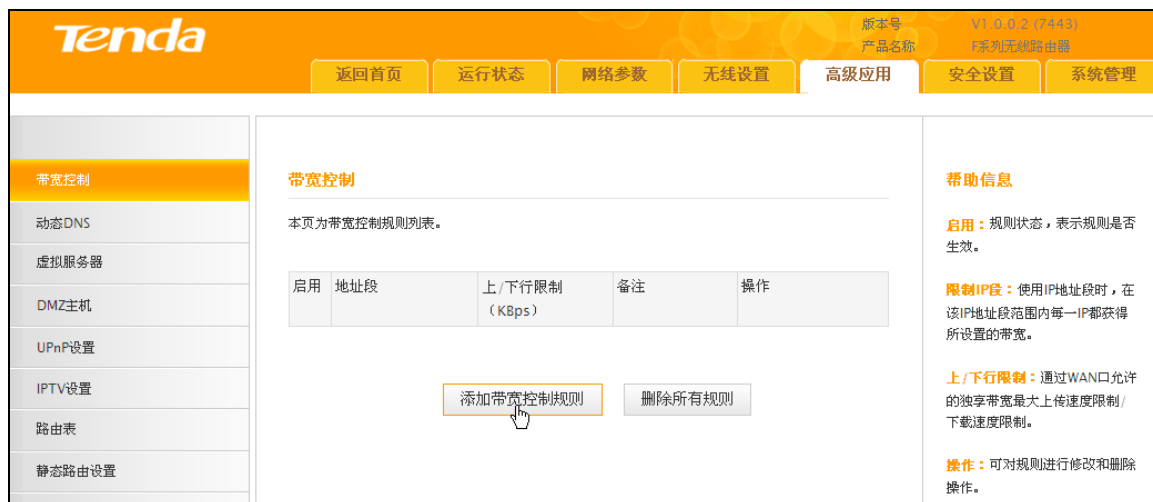 Tenda
版本号 V1.0.0.2 (7443)
产品名称 F系列无线路由器
返回首页 运行状态 网络参数 无线设置 高级应用 安全设置 系统管理
带宽控制
动态DNS
虚拟服务器
DMZ主机
UPnP设置
IPTV设置
路由表
静态路由设置
带宽控制
本页为带宽控制规则列表。
启用 地址段 上/下行限制 备注 操作
（KBps）
添加带宽控制规则 删除所有规则
帮助信息
启用：规则状态，表示规则是否
生效。
限制IP段：使用IP地址段时，在
该IP地址段范围内每一IP都获得
所设置的带宽。
上/下行限制：通过WAN口允许
的独享带宽最大上传速度限制/
下载速度限制。
操作：可对规则进行修改和删除
操作。